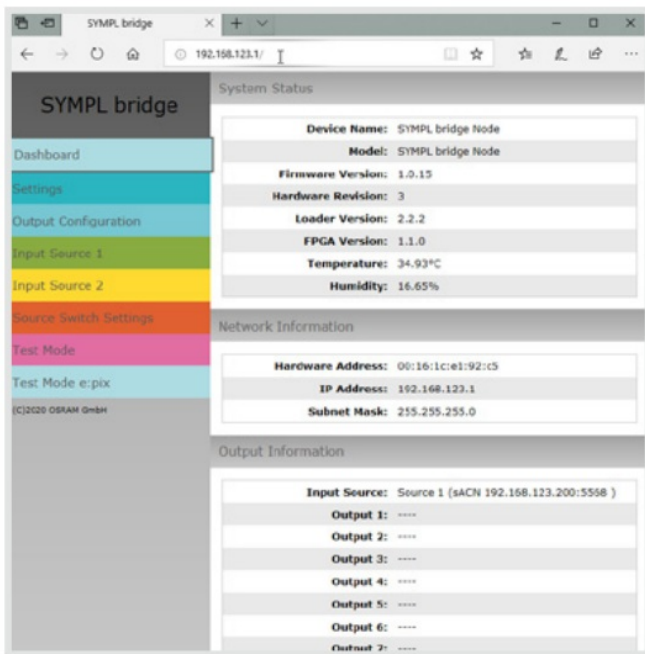 SYMPL bridge
192.168.123.1/
SYMPL bridge
Dashboard
Settings
Output Configuration
Input Source 1
Input Source 2
Source Switch Settings
Test Mode
Test Mode e:pix
(C)2020 OSRAM GmbH
System Status
Device Name: SYMPL bridge Node
Model: SYMPL bridge Node
Firmware Version: 1.0.15
Hardware Revision: 3
Loader Version: 2.2.2
FPGA Version: 1.1.0
Temperature: 34.93°C
Humidity: 16.65%
Network Information
Hardware Address: 00:16:1c:e1:92:c5
IP Address: 192.168.123.1
Subnet Mask: 255.255.255.0
Output Information
Input Source: Source 1 (sACN 192.168.123.200:5568 )
Output 1: ----
Output 2: ----
Output 3: ----
Output 4: ----
Output 5: ----
Output 6: ----
Output 7: ----